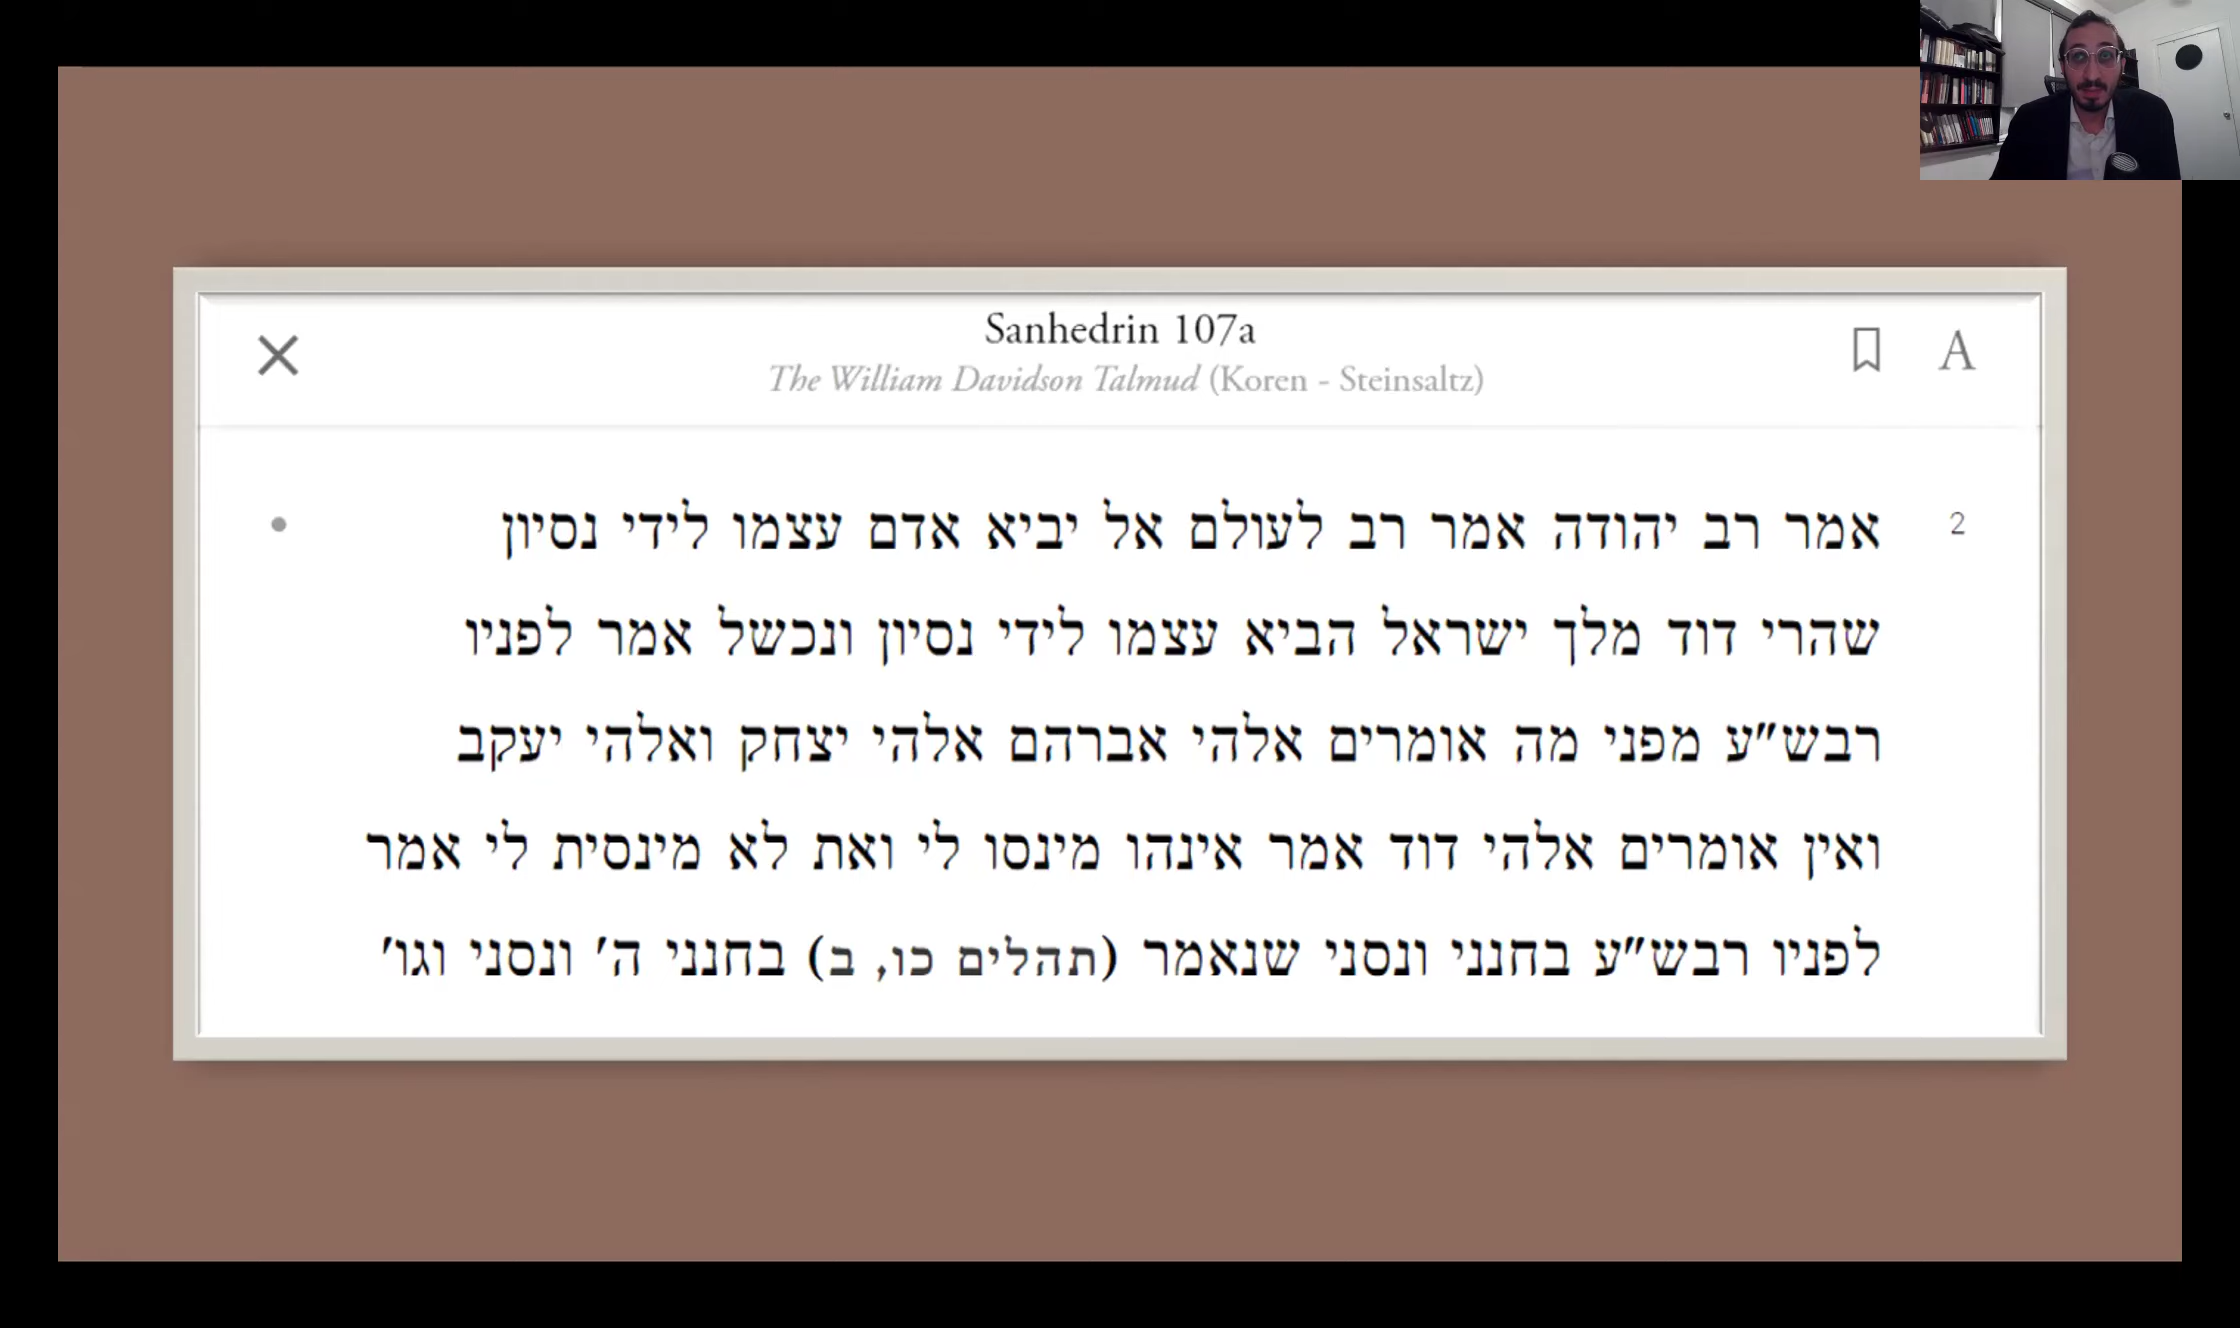 Sanhedrin 107a
The William Davidson Talmud (Koren - Steinsaltz)
A
2
אמר רב יהודה אמר רב לעולם אל יביא אדם עצמו לידי נסיון
שהרי דוד מלך ישראל הביא עצמו לידי נסיון ונכשל אמר לפניו
רבש״ע מפני מה אומרים אלהי אברהם אלהי יצחק ואלהי יעקב
ואין אומרים אלהי דוד אמר אינהו מינסו לי ואת לא מינסית לי אמר
לפניו רבש״ע בחנני ונסני שנאמר (תהלים כו, ב) בחנני ה׳ ונסני וגו׳